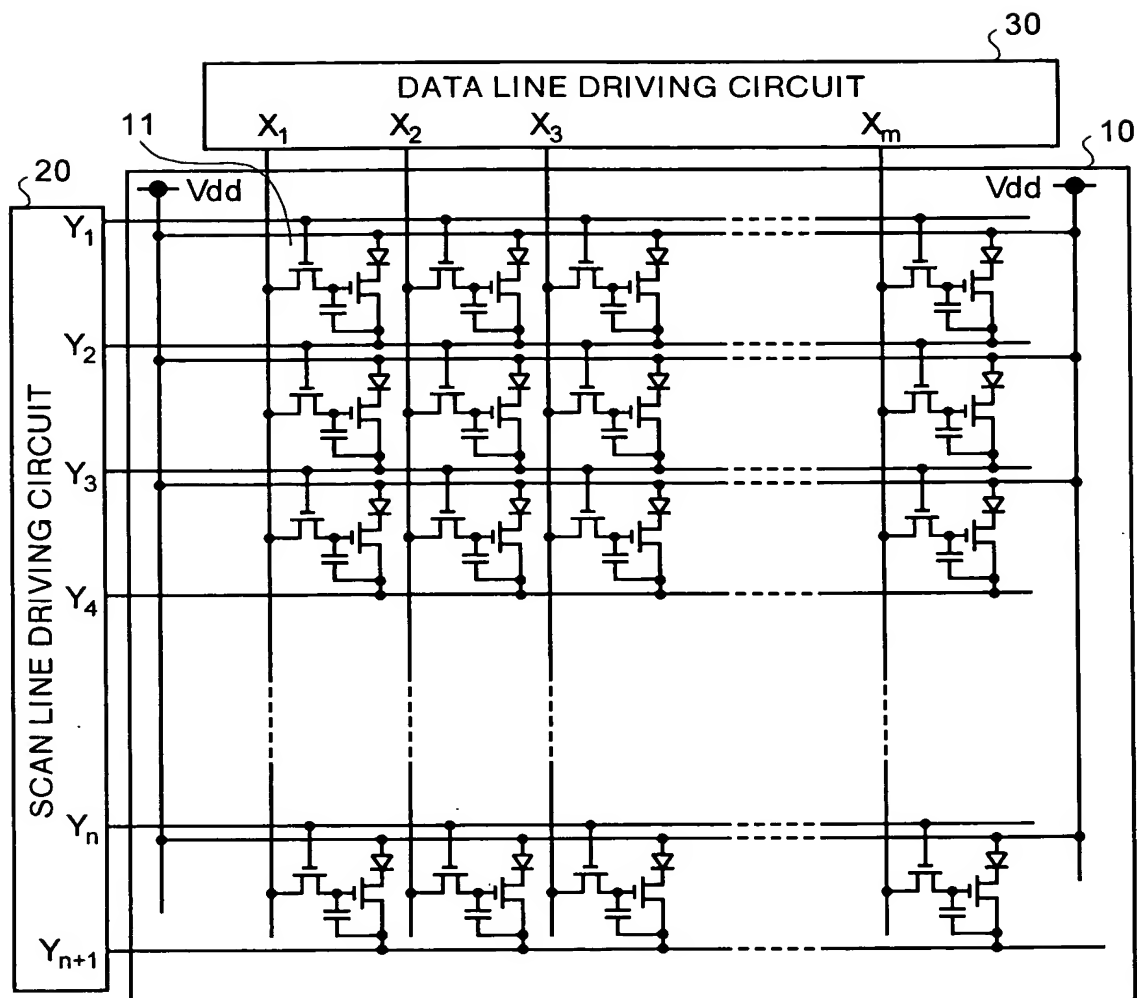 30
DATA LINE DRIVING CIRCUIT
X₁ X₂ X₃ Xₘ
11
10
20
Vdd
Vdd
Y₁
Y₂
Y₃
Y₄
Yₙ
Yₙ₊₁
SCAN LINE DRIVING CIRCUIT